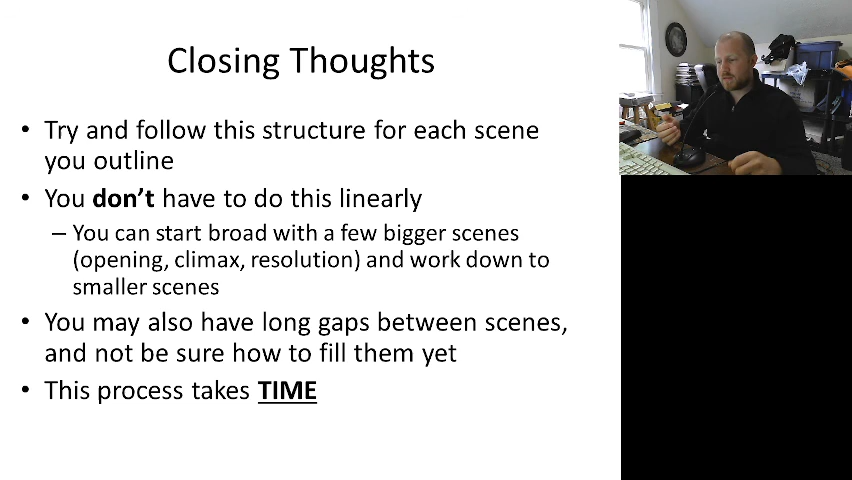 Closing Thoughts
• Try and follow this structure for each scene
you outline
• You don't have to do this linearly
– You can start broad with a few bigger scenes
(opening, climax, resolution) and work down to
smaller scenes
• You may also have long gaps between scenes,
and not be sure how to fill them yet
• This process takes TIME